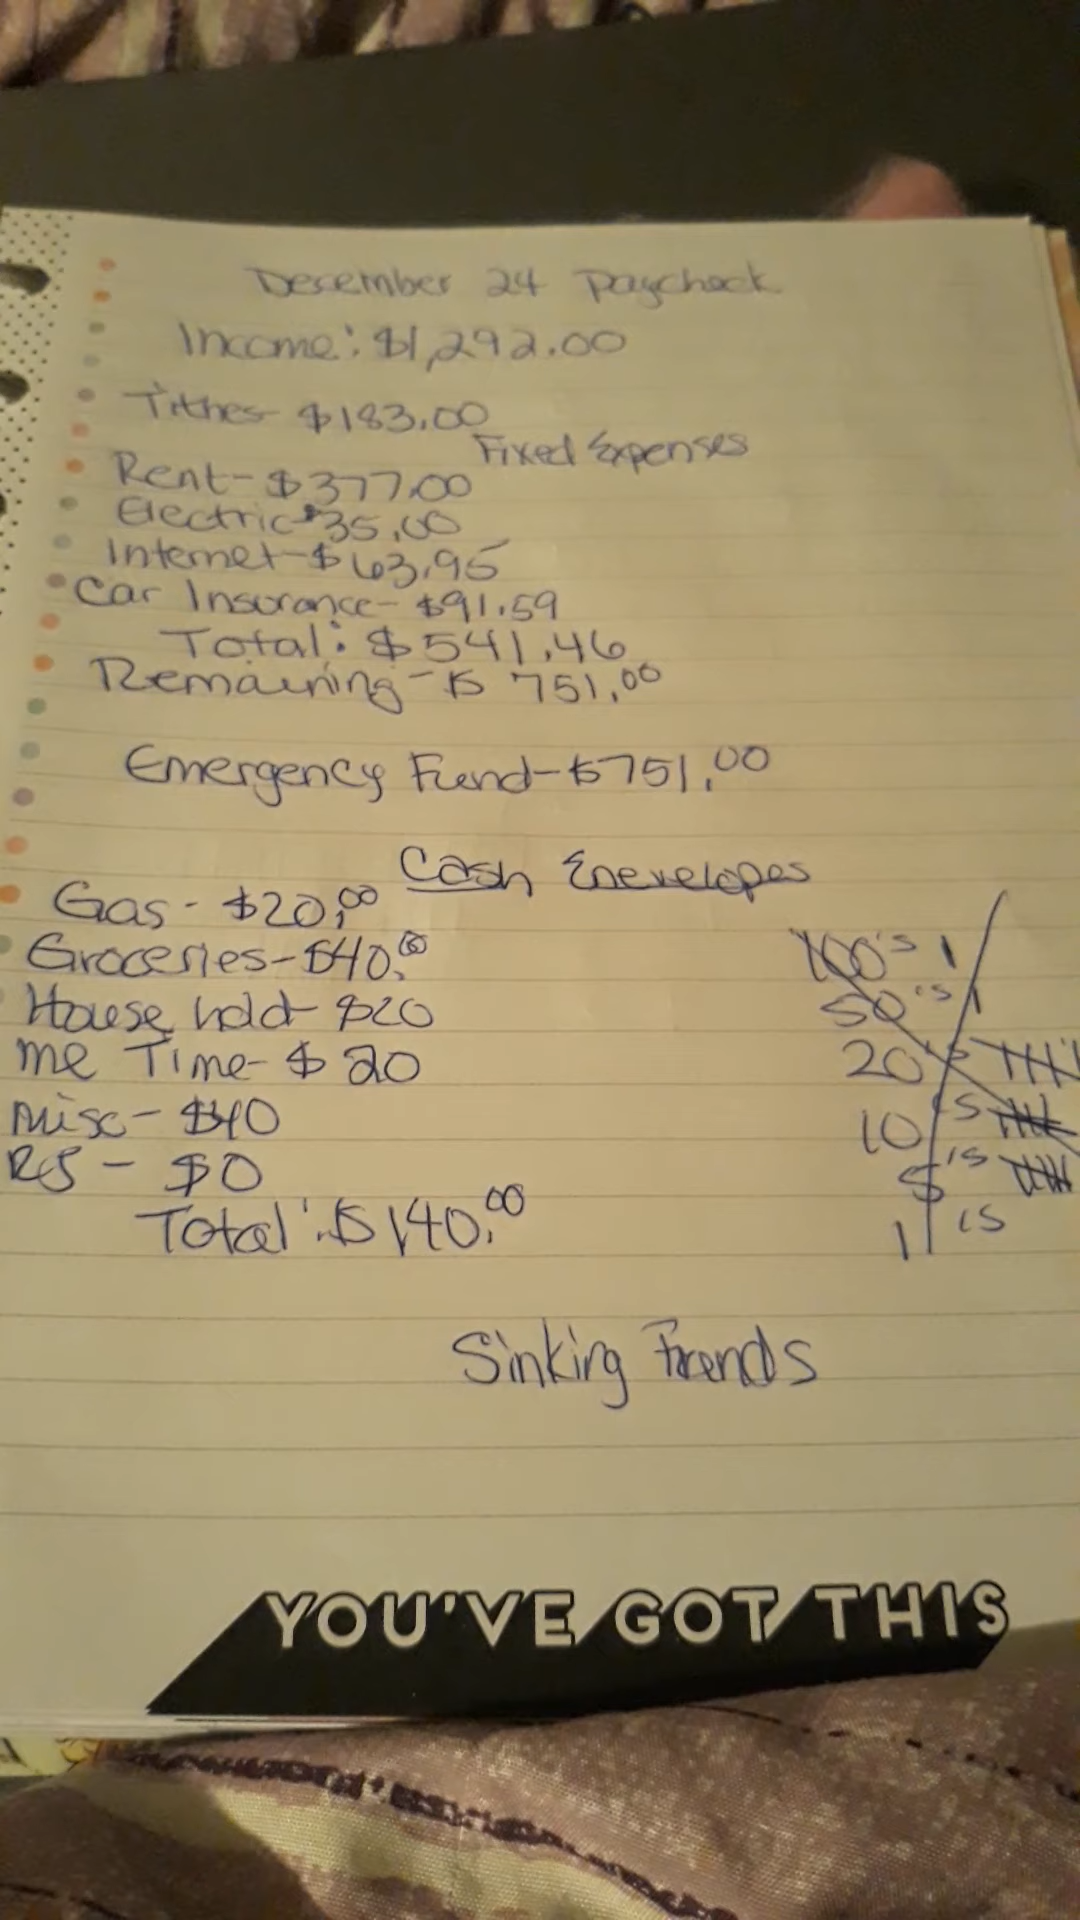 December 24 Paycheck
Income: $1,292.00
Tithes- $183.00
Fixed Expenses
Rent- $377.00
Electric-$35.00
Internet-$63.95
Car Insurance- $91.59
Total: $541.46
Remaining- $751.00
Emergency Fund-$751.00
Cash Enevelopes
Gas- $20.00
Groceries-$40.00
House hold- $20
me Time- $20
misc- $40
RS - $0
Total: $140.00
100's 1
50's 1
20's
10's
5's
1's
Sinking Funds
YOU'VE GOT THIS